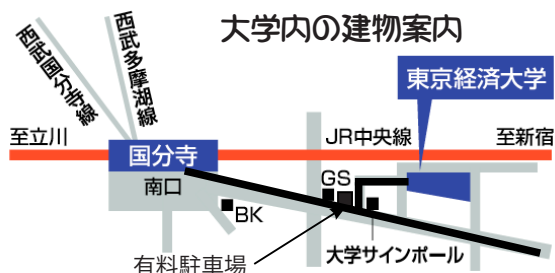 大学内の建物案内
西武国分寺線
西武多摩湖線
東京経済大学
至立川
国分寺
JR中央線
至新宿
南口
GS
BK
大学サインポール
有料駐車場